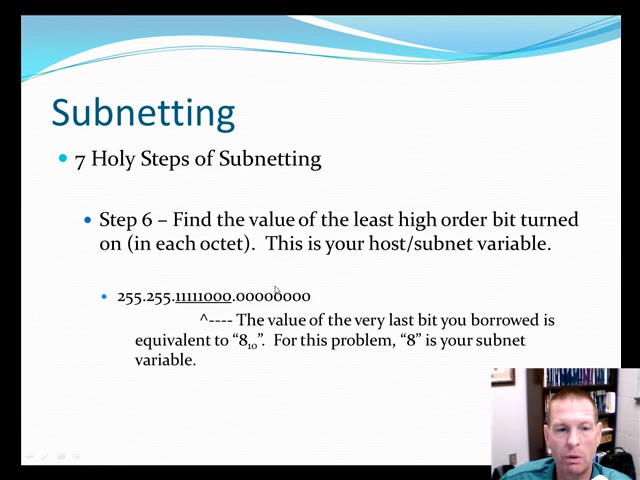 Subnetting
7 Holy Steps of Subnetting
Step 6 – Find the value of the least high order bit turned
on (in each octet).  This is your host/subnet variable.
255.255.11111000.00000000
^---- The value of the very last bit you borrowed is
equivalent to “8₁₀”.  For this problem, “8” is your subnet
variable.